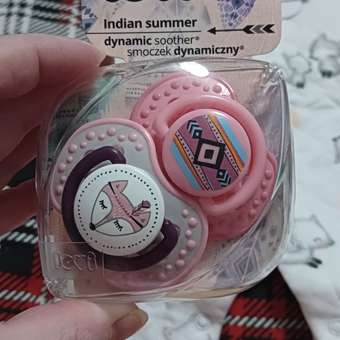 Indian summer
dynamic soother®
smoczek dynamiczny®